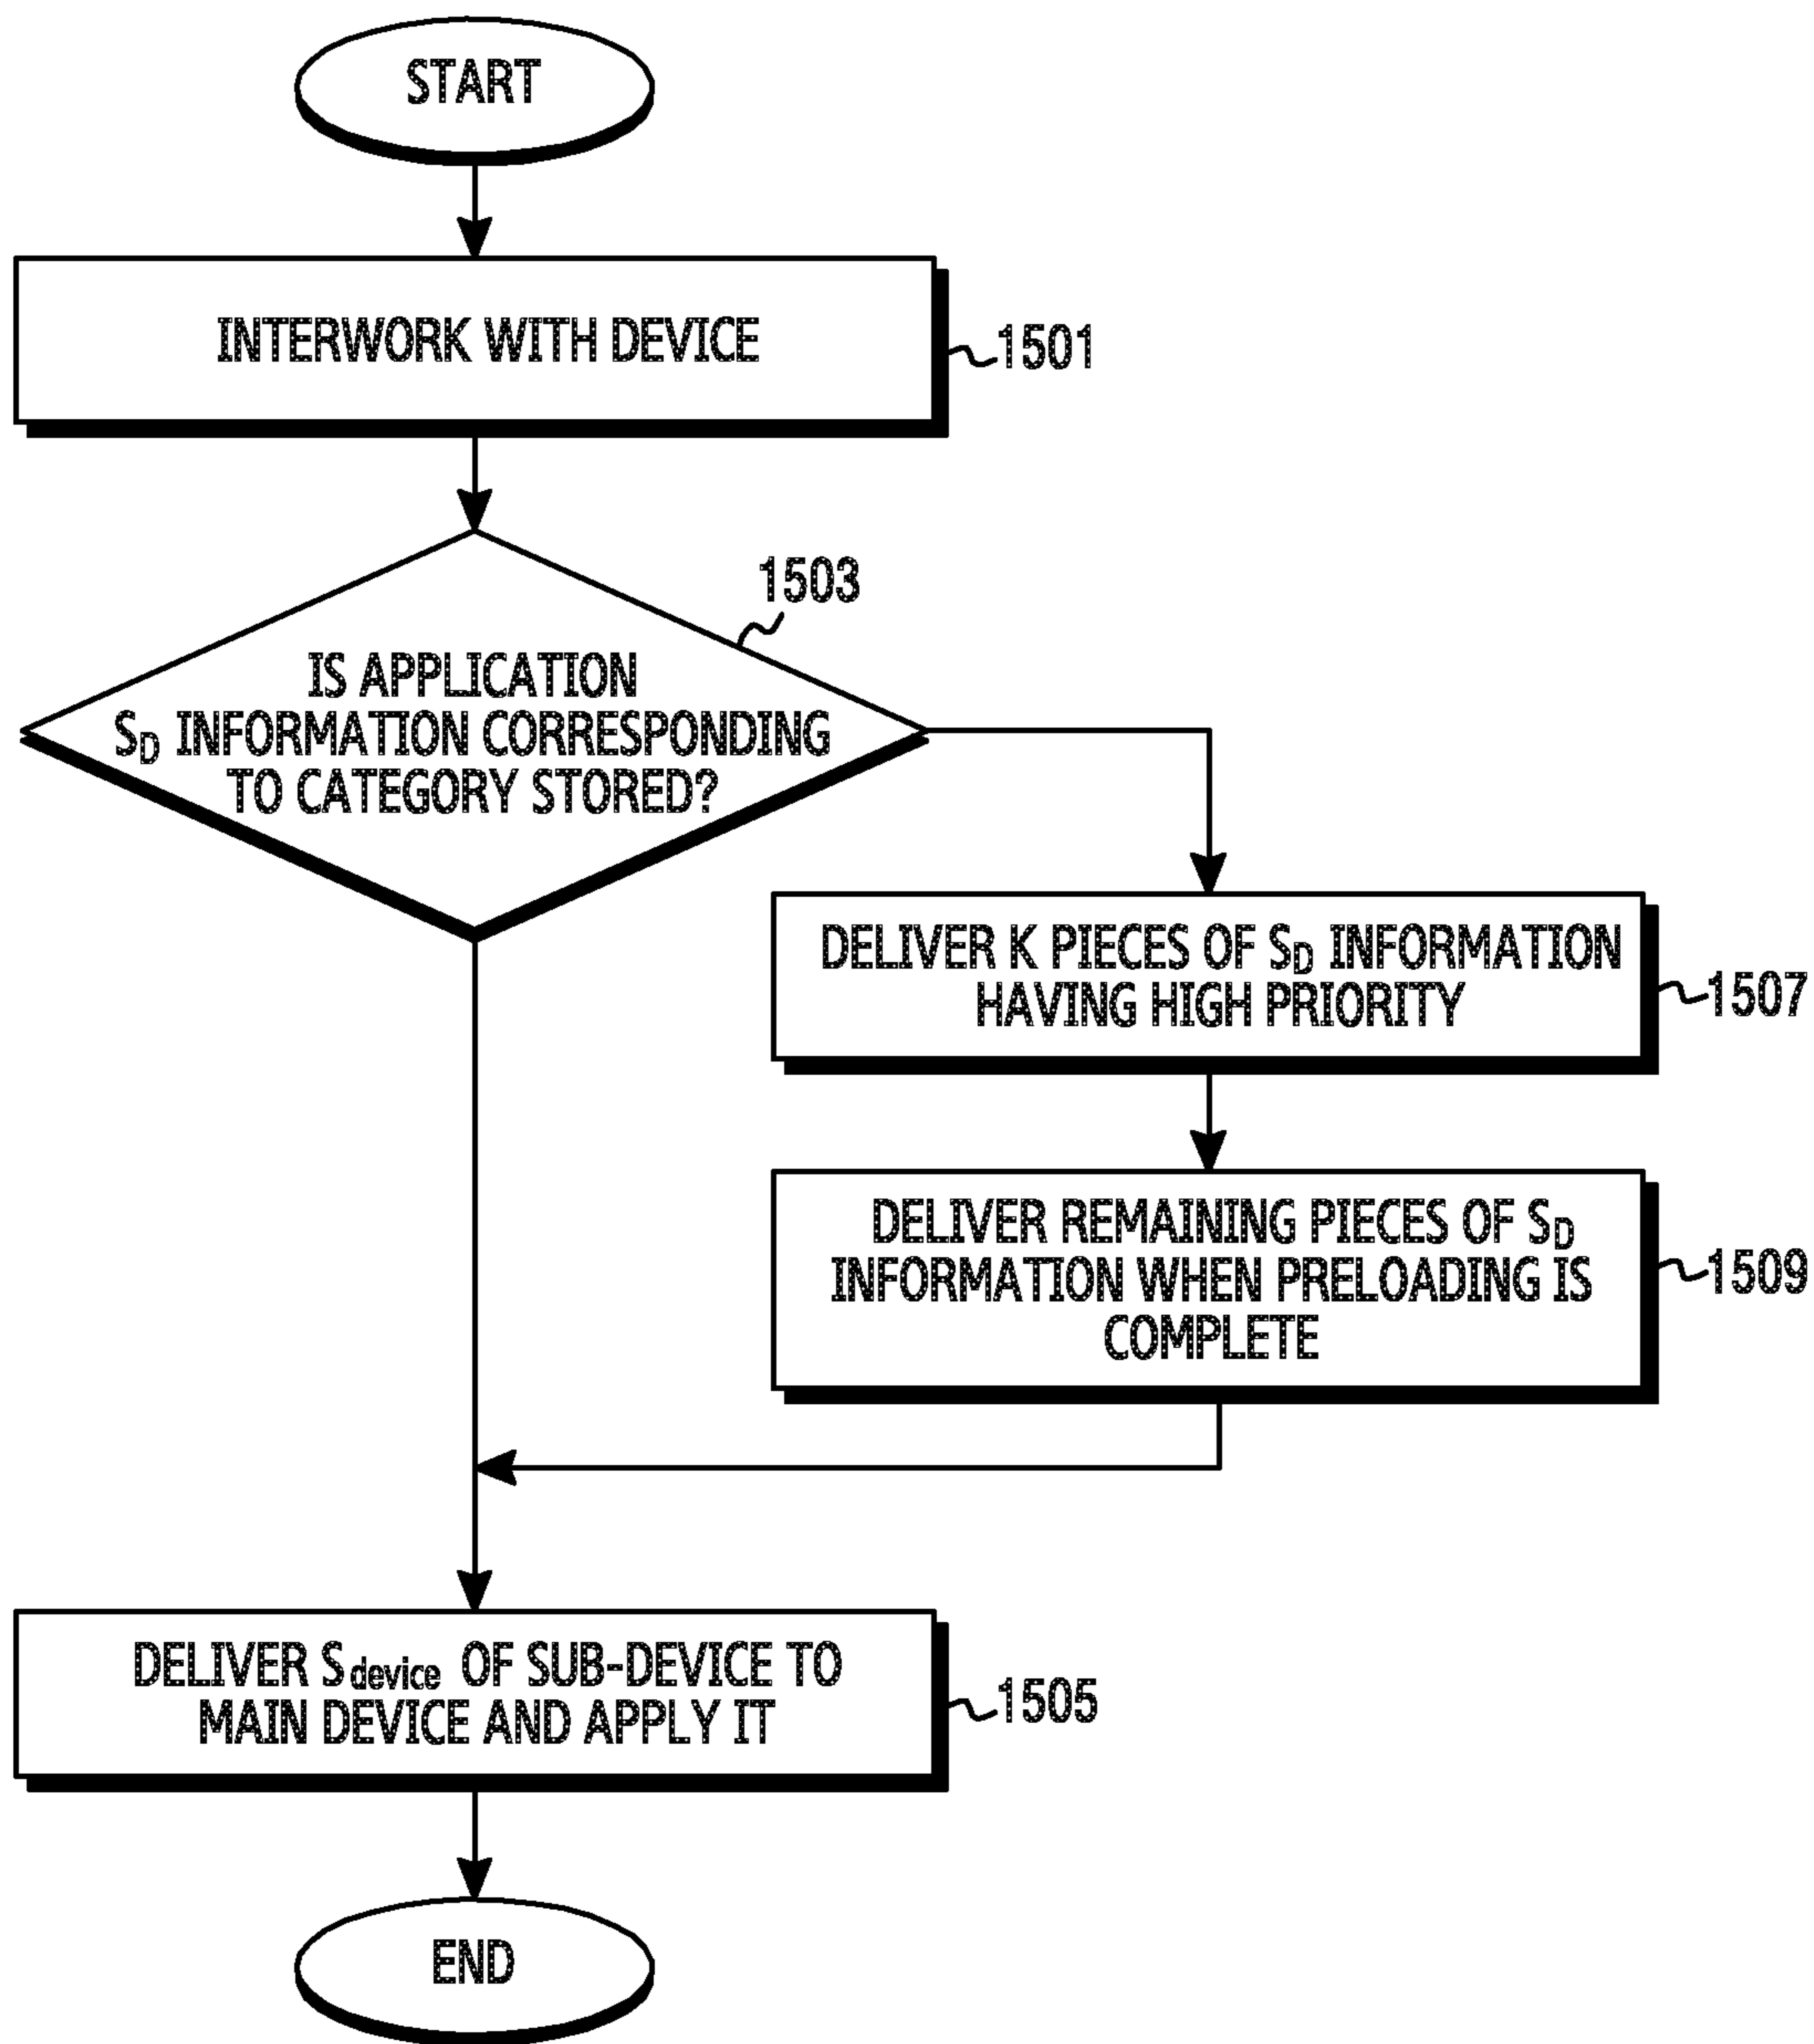 START
INTERWORK WITH DEVICE
1501
1503
IS APPLICATION
SD INFORMATION CORRESPONDING
TO CATEGORY STORED?
DELIVER K PIECES OF SD INFORMATION
HAVING HIGH PRIORITY
1507
DELIVER REMAINING PIECES OF SD
INFORMATION WHEN PRELOADING IS
COMPLETE
1509
DELIVER Sdevice OF SUB-DEVICE TO
MAIN DEVICE AND APPLY IT
1505
END